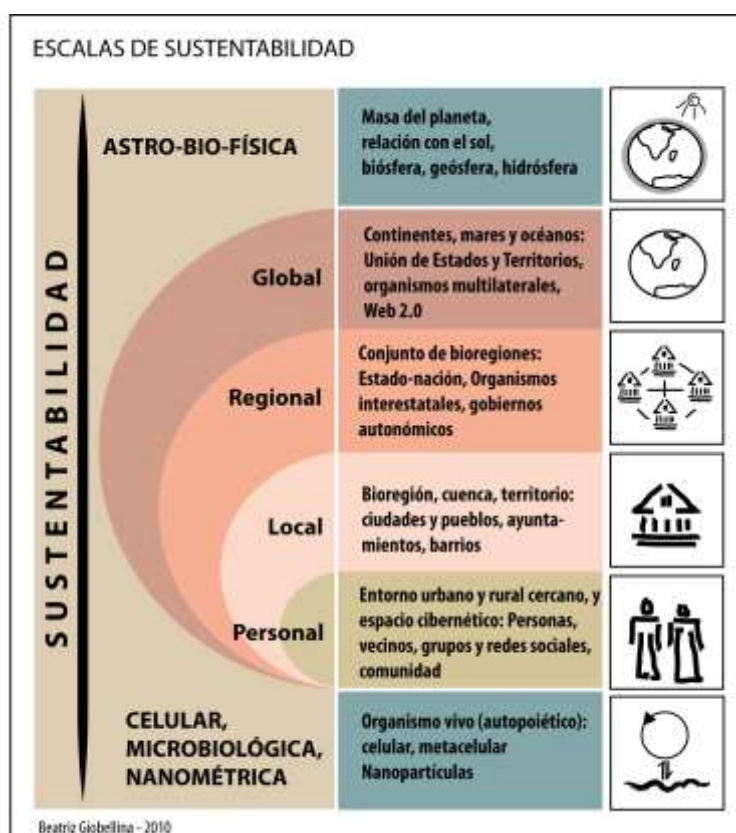 ESCALAS DE SUSTENTABILIDAD
SUSTENTABILIDAD
ASTRO-BIO-FÍSICA
Masa del planeta,
relación con el sol,
biósfera, geósfera, hidrósfera
Global
Continentes, mares y océanos:
Unión de Estados y Territorios,
organismos multilaterales,
Web 2.0
Regional
Conjunto de bioregiones:
Estado-nación, Organismos
interestatales, gobiernos
autonómicos
Local
Bioregión, cuenca, territorio:
ciudades y pueblos, ayunta-
mientos, barrios
Personal
Entorno urbano y rural cercano, y
espacio cibernético: Personas,
vecinos, grupos y redes sociales,
comunidad
CELULAR,
MICROBIOLÓGICA,
NANOMÉTRICA
Organismo vivo (autopoiético):
celular, metacelular
Nanopartículas
Beatriz Giobellina - 2010